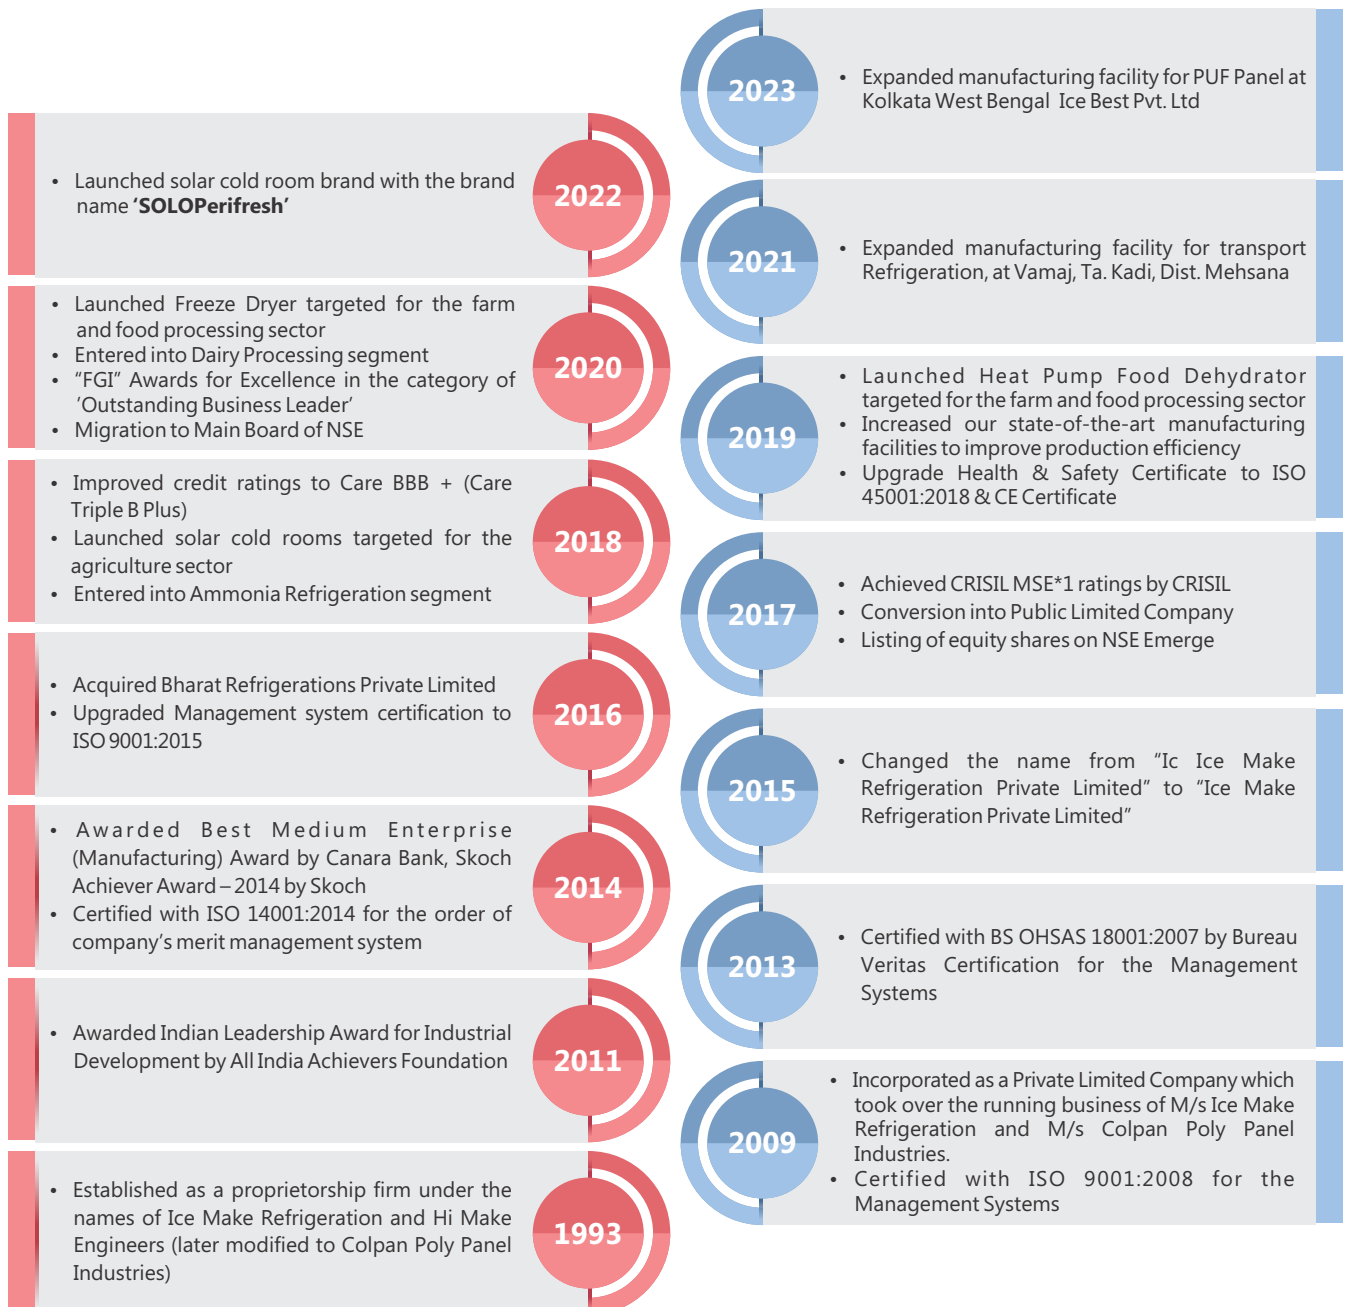 2023
• Expanded manufacturing facility for PUF Panel at
Kolkata West Bengal Ice Best Pvt. Ltd
• Launched solar cold room brand with the brand
name ‘SOLOPerifresh’
2022
2021
• Expanded manufacturing facility for transport
Refrigeration, at Vamaj, Ta. Kadi, Dist. Mehsana
• Launched Freeze Dryer targeted for the farm
and food processing sector
• Entered into Dairy Processing segment
• “FGI” Awards for Excellence in the category of
‘Outstanding Business Leader’
• Migration to Main Board of NSE
2020
2019
• Launched Heat Pump Food Dehydrator
targeted for the farm and food processing sector
• Increased our state-of-the-art manufacturing
facilities to improve production efficiency
• Upgrade Health & Safety Certificate to ISO
45001:2018 & CE Certificate
• Improved credit ratings to Care BBB + (Care
Triple B Plus)
• Launched solar cold rooms targeted for the
agriculture sector
• Entered into Ammonia Refrigeration segment
2018
2017
• Achieved CRISIL MSE*1 ratings by CRISIL
• Conversion into Public Limited Company
• Listing of equity shares on NSE Emerge
• Acquired Bharat Refrigerations Private Limited
• Upgraded Management system certification to
ISO 9001:2015
2016
2015
• Changed the name from “Ic Ice Make
Refrigeration Private Limited” to “Ice Make
Refrigeration Private Limited”
• Awarded Best Medium Enterprise
(Manufacturing) Award by Canara Bank, Skoch
Achiever Award – 2014 by Skoch
• Certified with ISO 14001:2014 for the order of
company’s merit management system
2014
2013
• Certified with BS OHSAS 18001:2007 by Bureau
Veritas Certification for the Management
Systems
• Awarded Indian Leadership Award for Industrial
Development by All India Achievers Foundation
2011
2009
• Incorporated as a Private Limited Company which
took over the running business of M/s Ice Make
Refrigeration and M/s Colpan Poly Panel
Industries.
• Certified with ISO 9001:2008 for the
Management Systems
• Established as a proprietorship firm under the
names of Ice Make Refrigeration and Hi Make
Engineers (later modified to Colpan Poly Panel
Industries)
1993